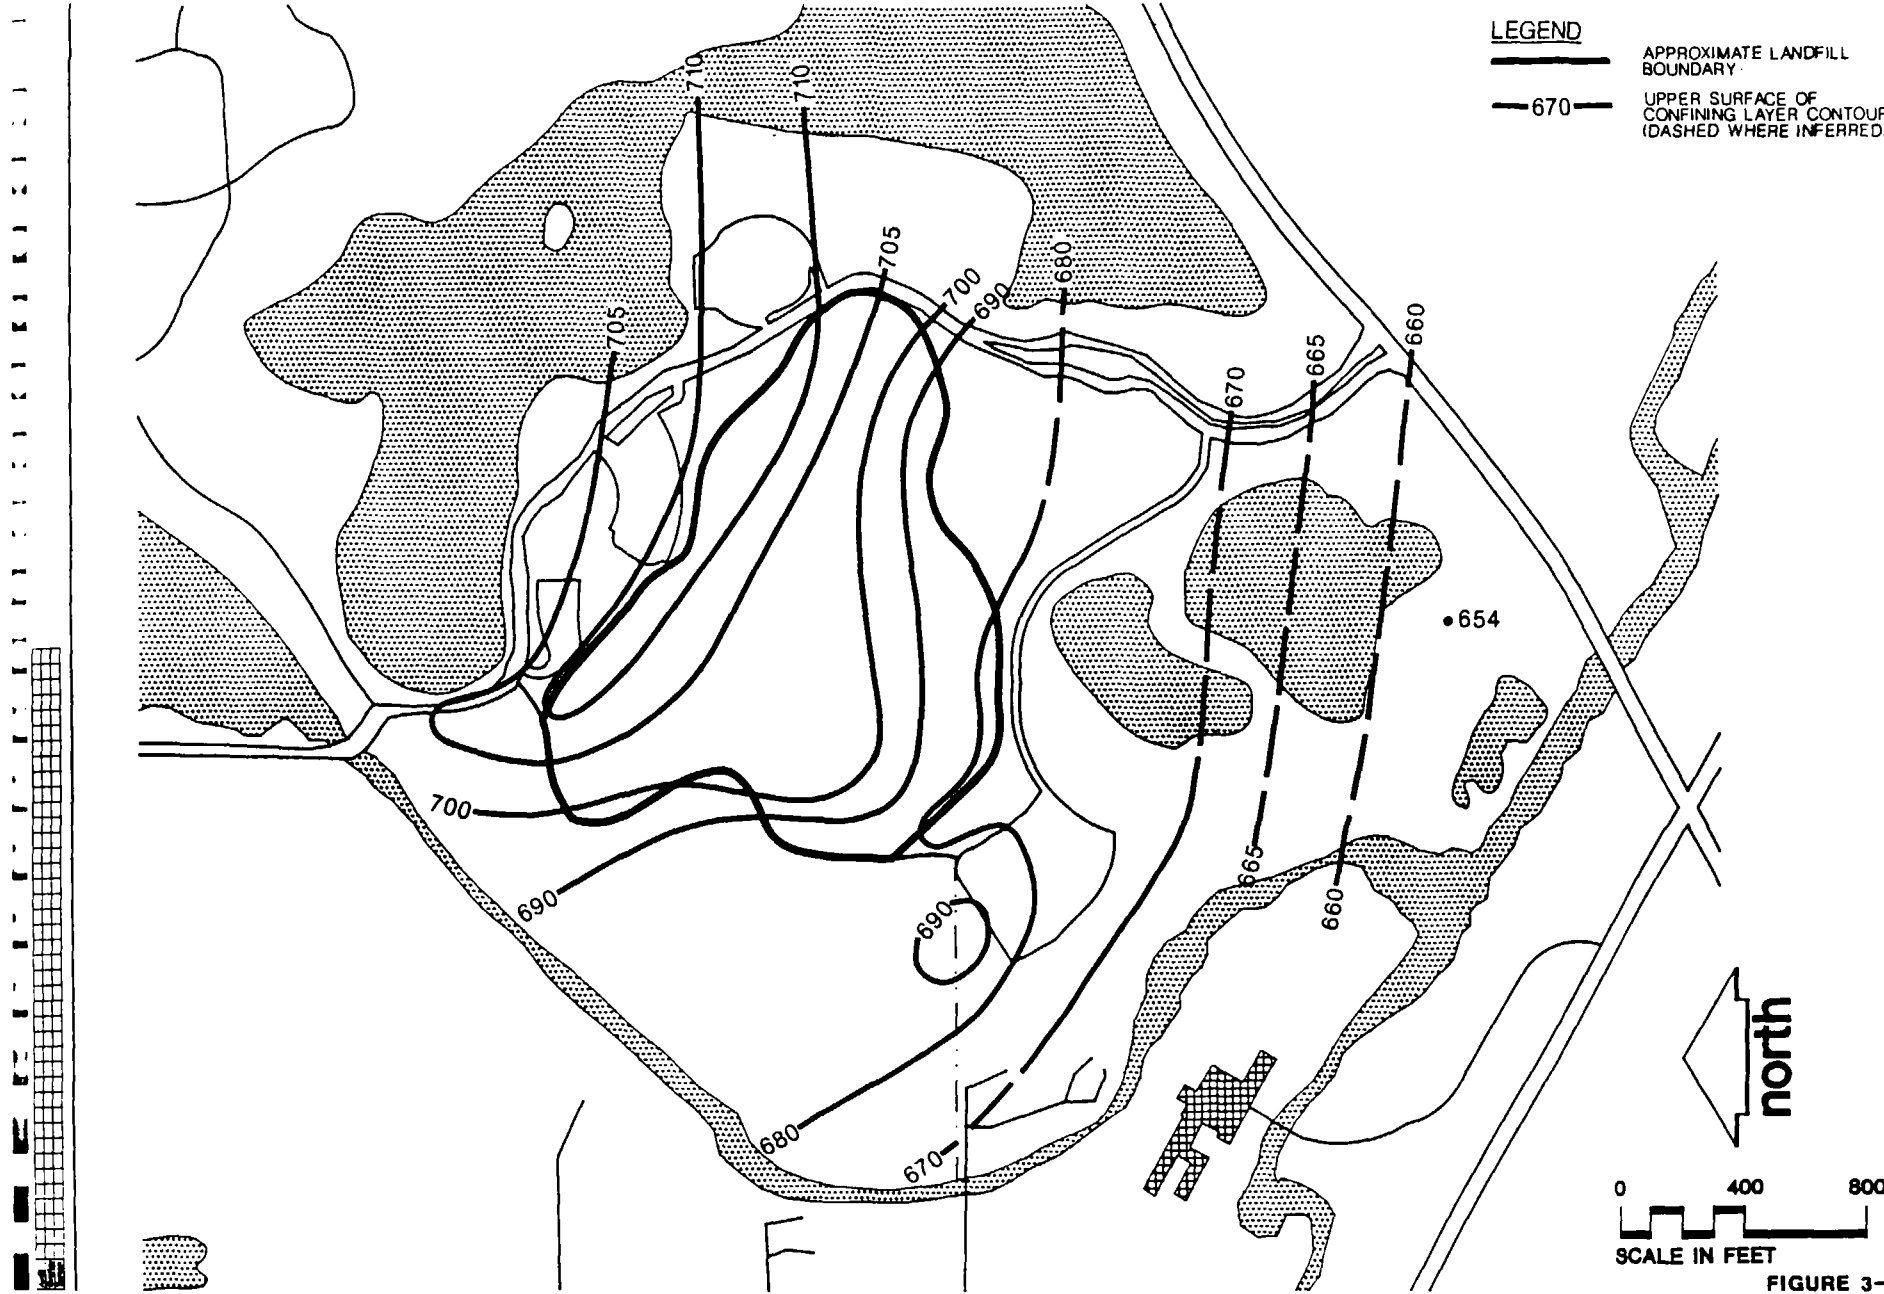 LEGEND
APPROXIMATE LANDFILL
BOUNDARY
670
UPPER SURFACE OF
CONFINING LAYER CONTOUR
(DASHED WHERE INFERRED
710
710
705
705
700
690
680
670
665
660
654
700
690
690
665
660
680
670
north
0 400 800
SCALE IN FEET
FIGURE 3-